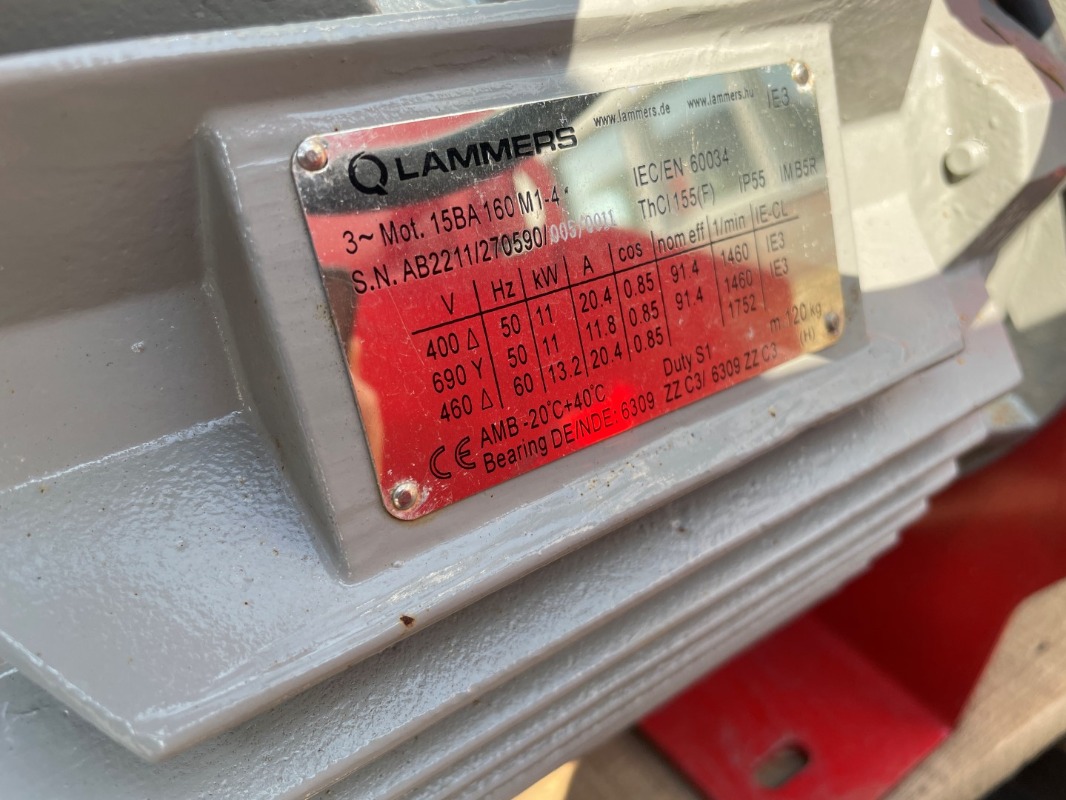 LAMMERS www.lammers.de www.lammers.hu IE3
3~ Mot. 15BA 160 M1-4 IEC/EN 60034
S.N. AB2211/270590/ ThCl 155(F) IP55 IM B5R
V Hz kW A cos nom eff 1/min IE-CL
400 Δ 50 11 20.4 0.85 91.4 1460 IE3
690 Y 50 11 11.8 0.85 91.4 1460 IE3
460 Δ 60 13.2 20.4 0.85 1752
CE AMB -20°C+40°C Duty S1 m 120 kg
Bearing DE/NDE: 6309 ZZ C3/ 6309 ZZ C3 (H)